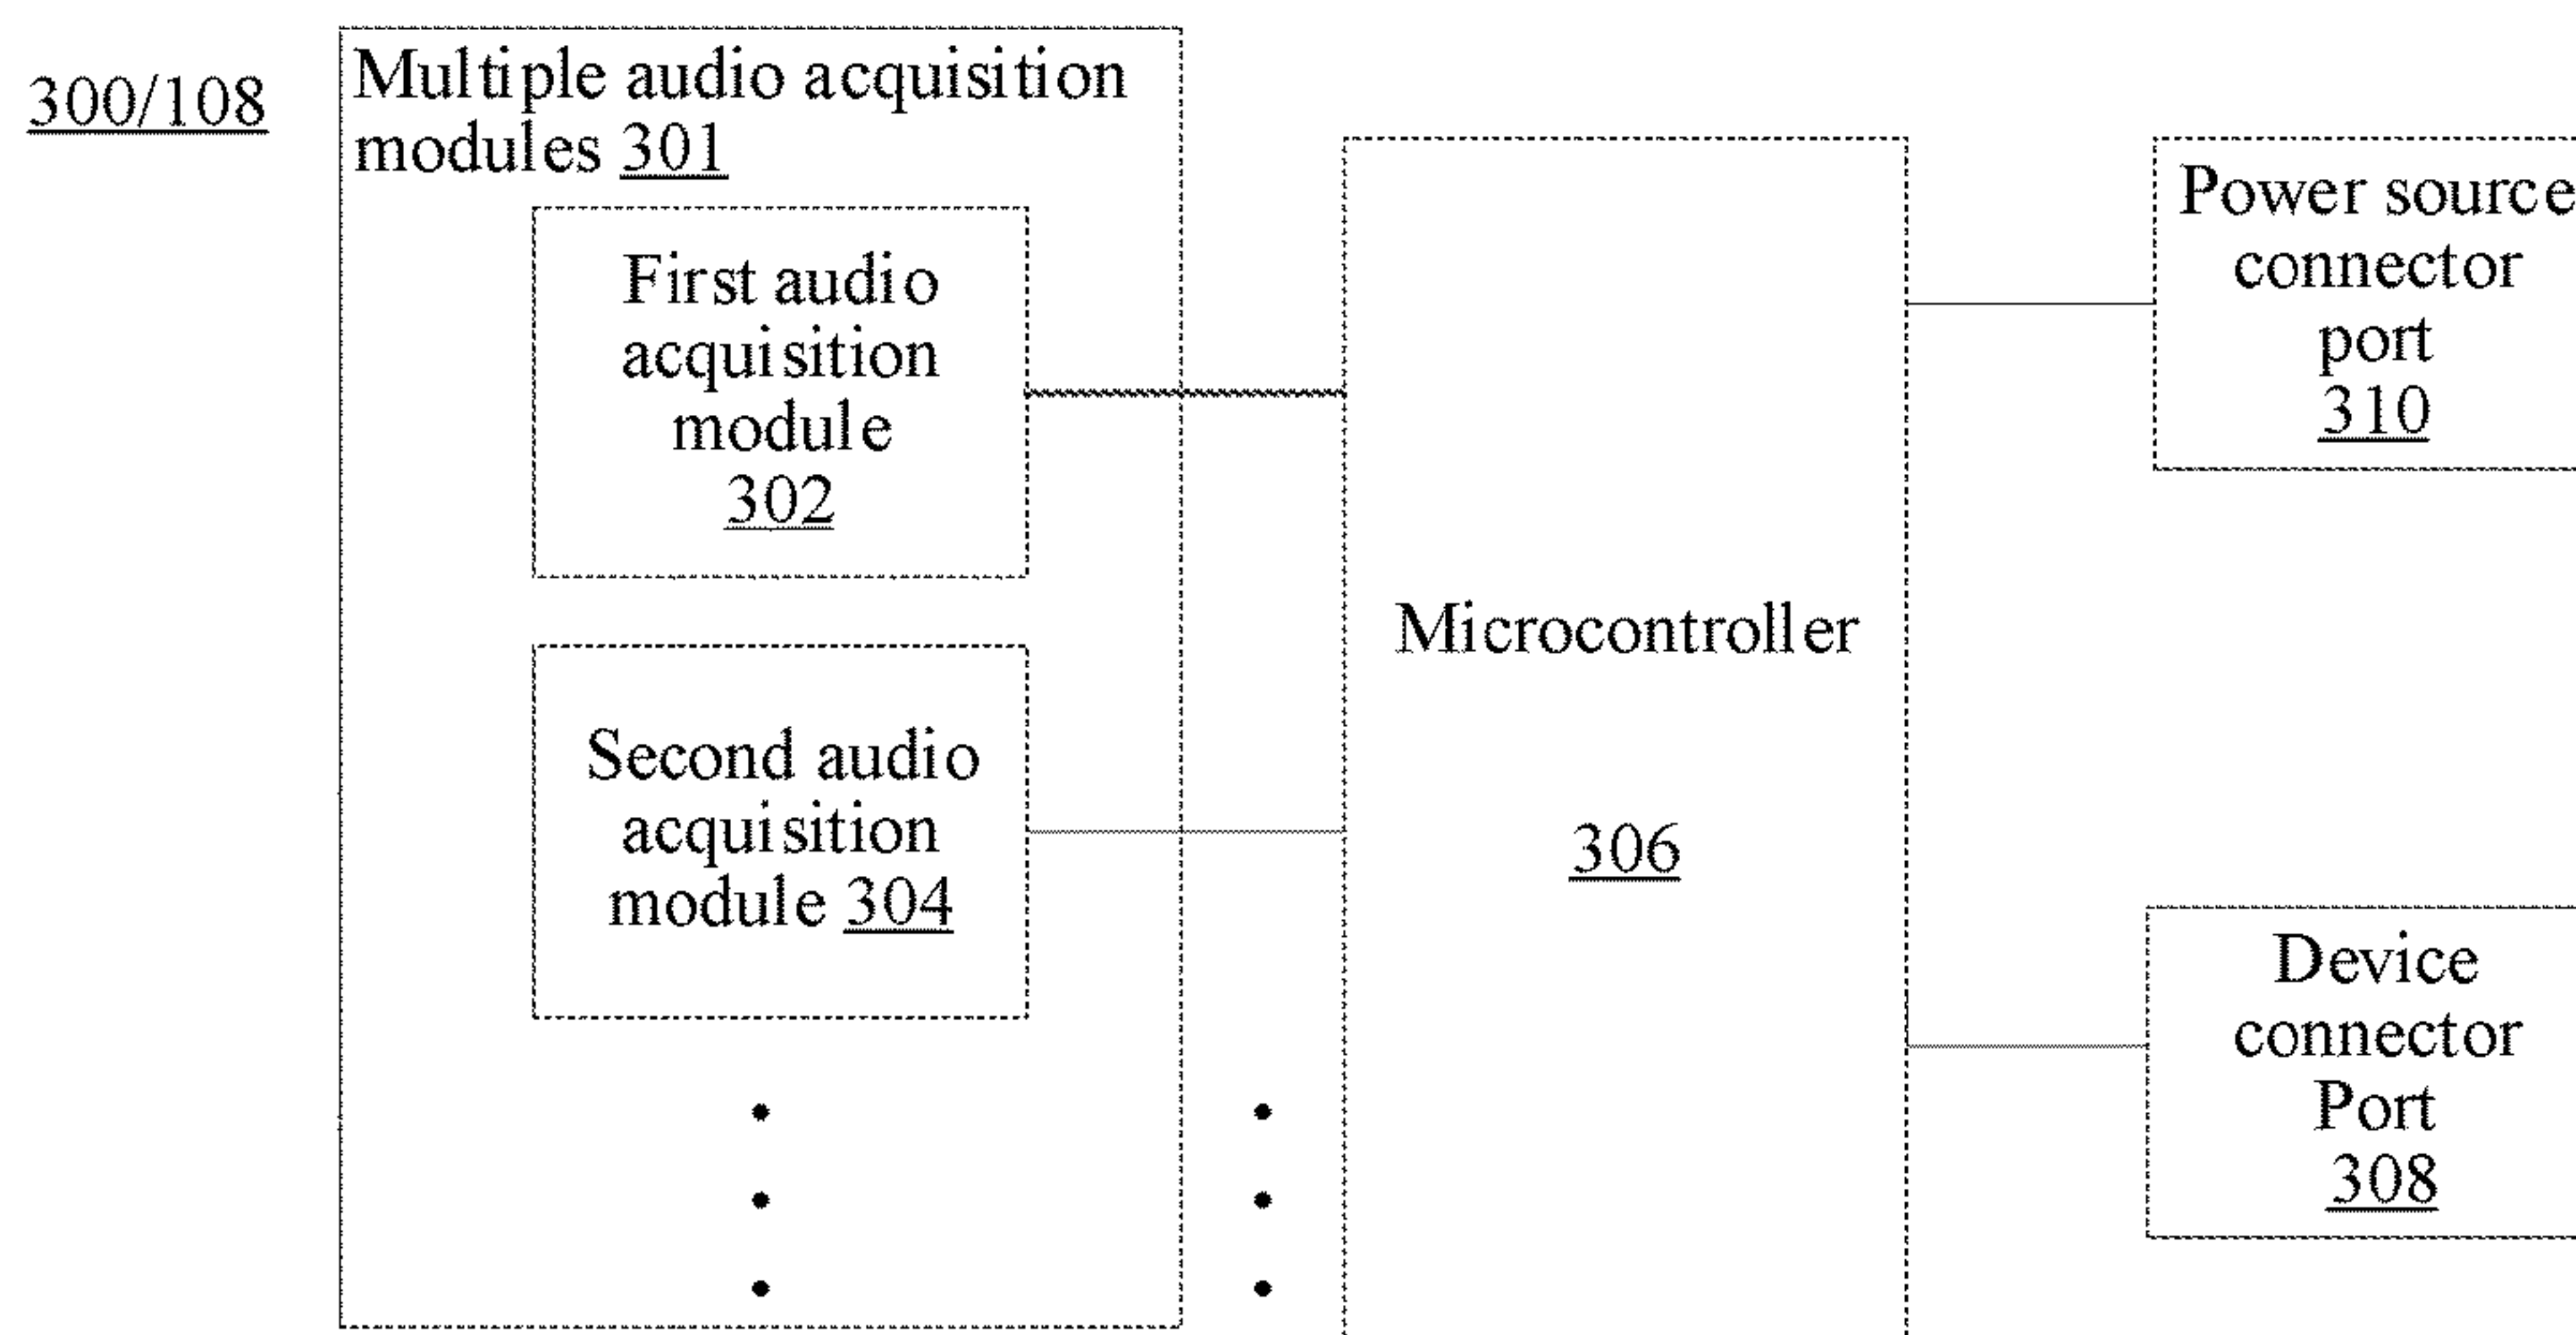 300/108
Multiple audio acquisition
modules 301
First audio
acquisition
module
302
Second audio
acquisition
module 304
Microcontroller
306
Power source
connector
port
310
Device
connector
Port
308